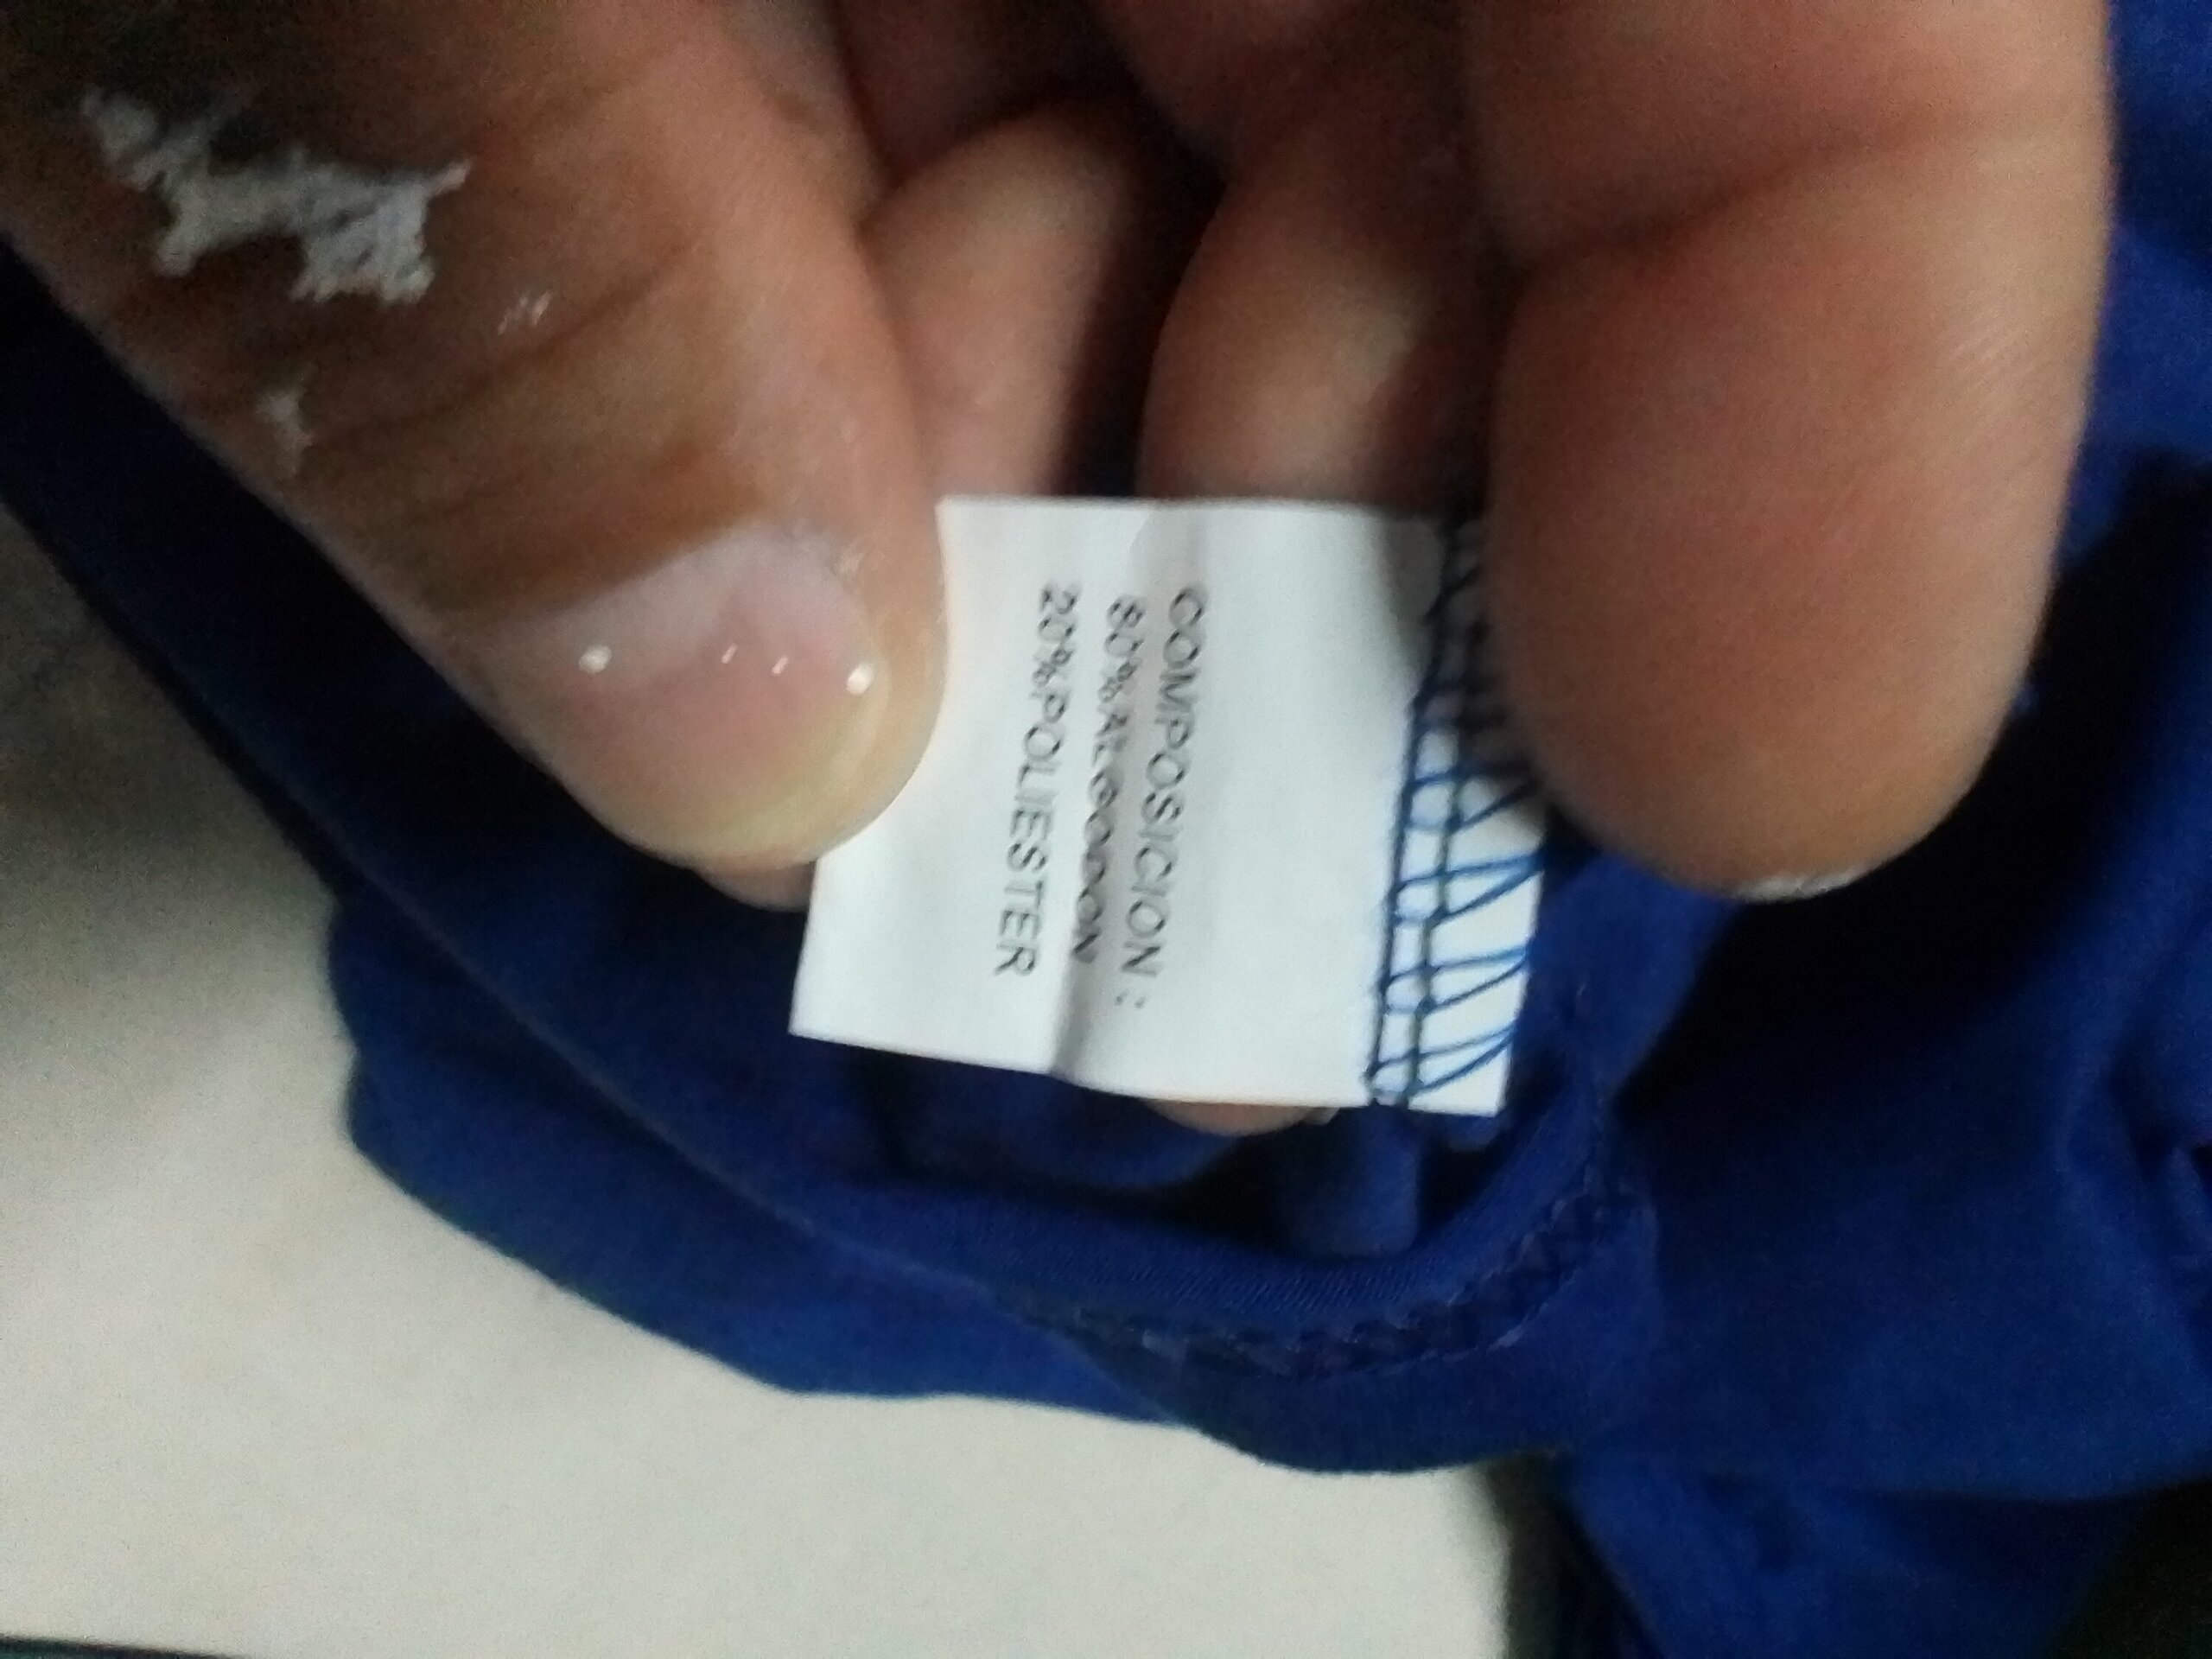 COMPOSICION :
80%ALGODON
20%POLIESTER